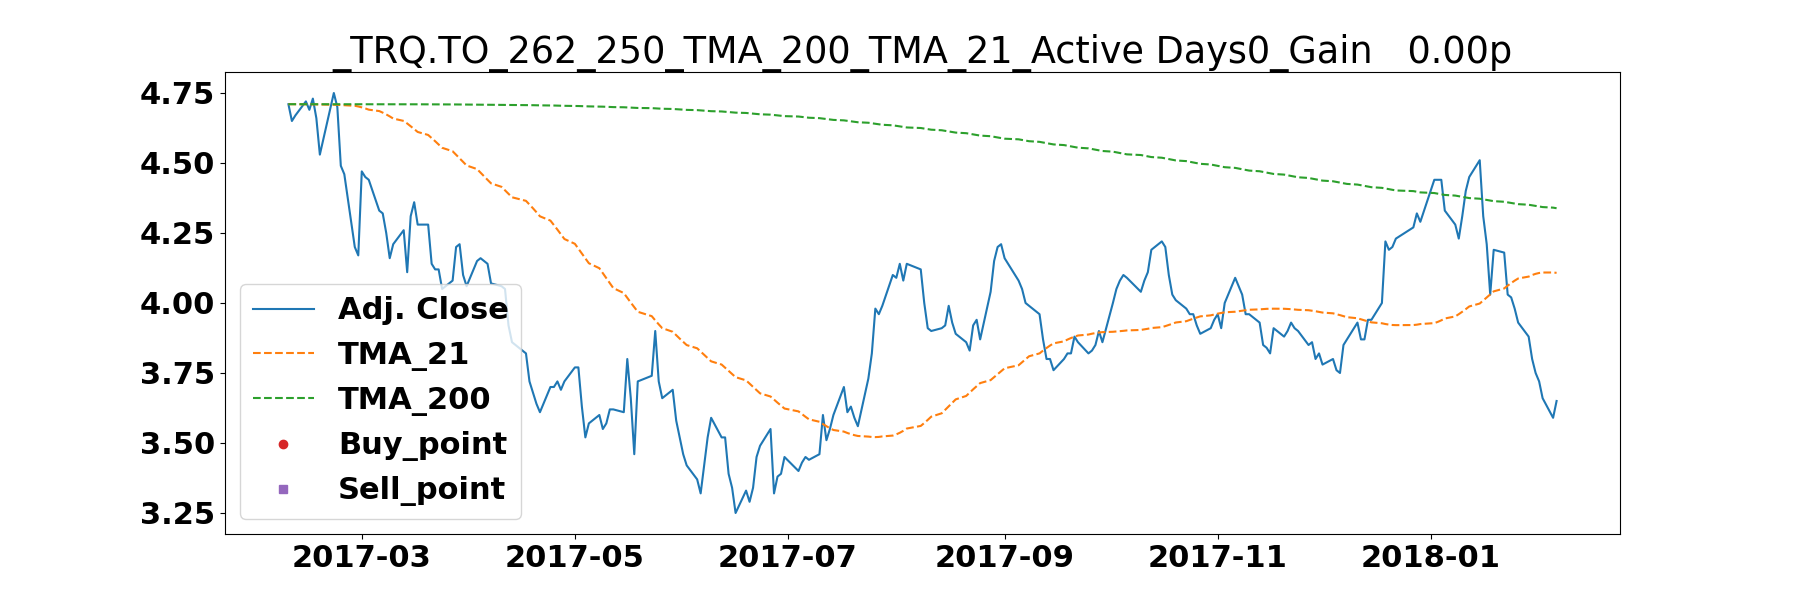 _TRQ.TO_262_250_TMA_200_TMA_21_Active Days0_Gain   0.00p
4.75
4.50
4.25
4.00
3.75
3.50
3.25
Adj. Close
TMA_21
TMA_200
Buy_point
Sell_point
2017-03 2017-05 2017-07 2017-09 2017-11 2018-01